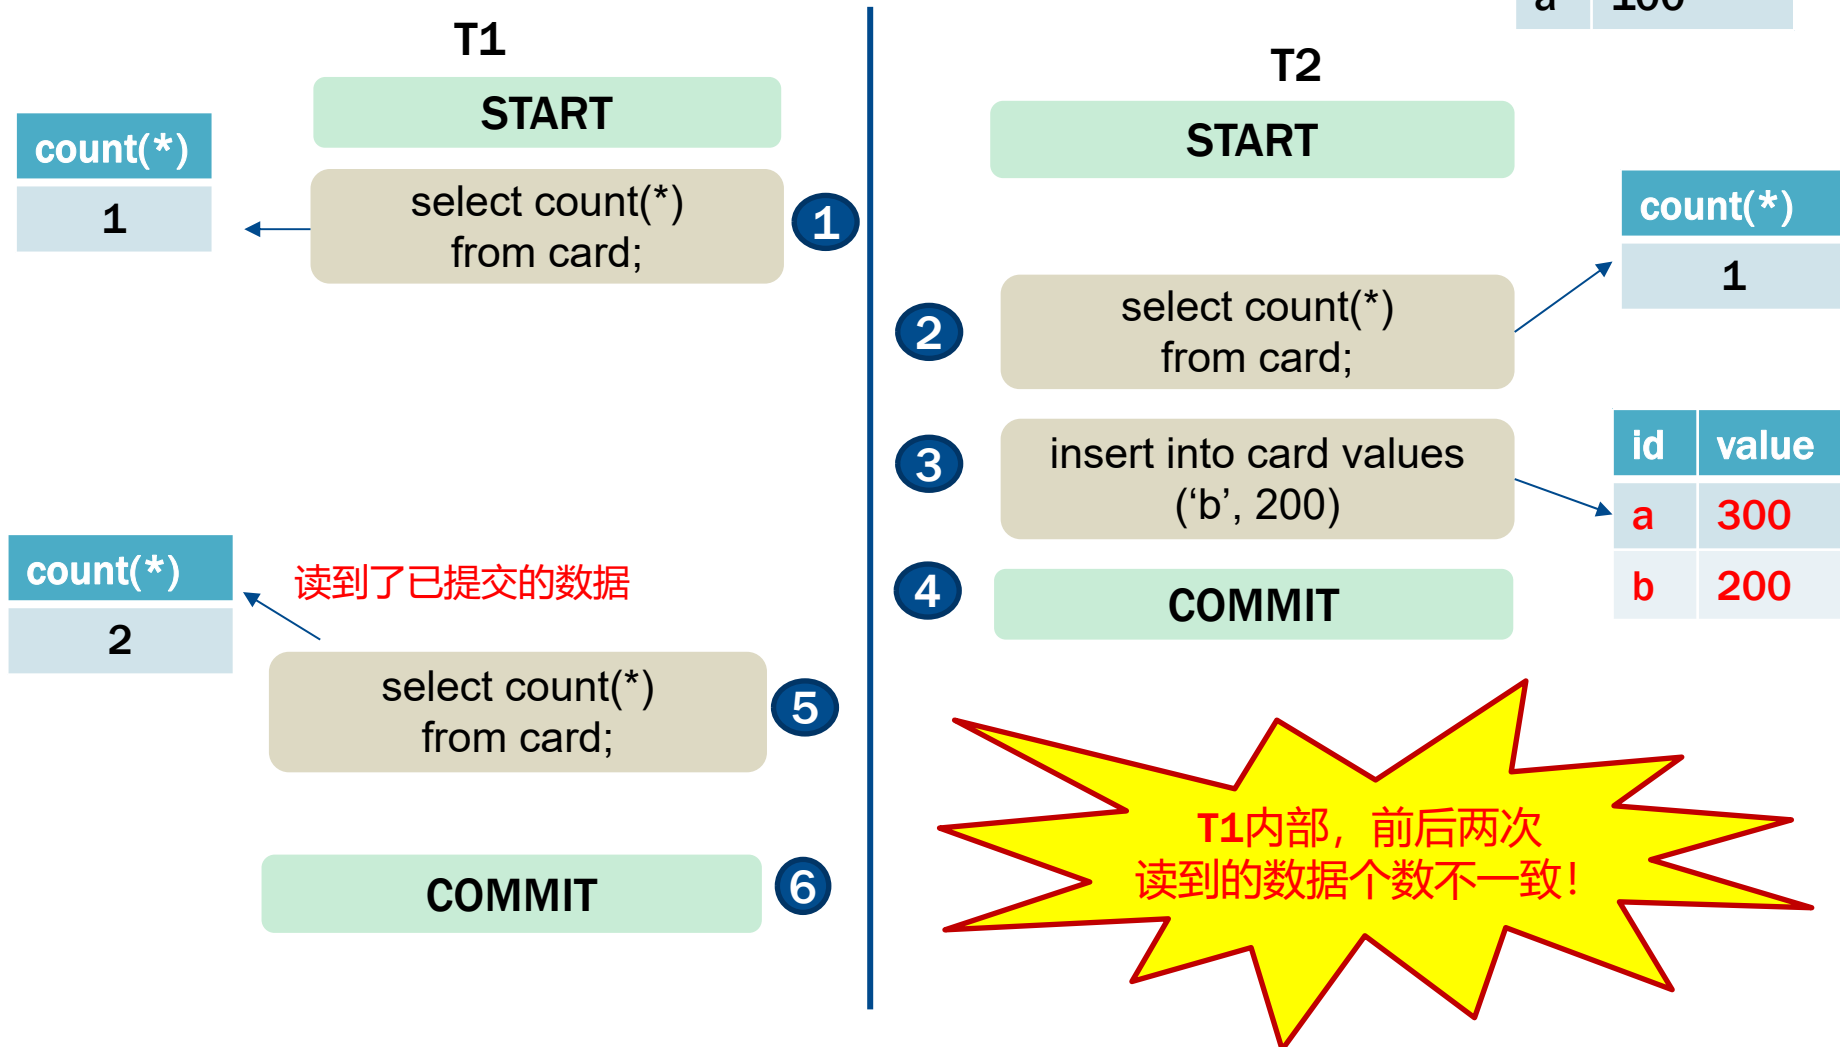 a 100
T1
T2
START
START
count(*)
1
select count(*)
from card;
1
count(*)
1
2
select count(*)
from card;
3
insert into card values
(‘b’, 200)
id value
a 300
b 200
4
COMMIT
count(*)
2
读到了已提交的数据
select count(*)
from card;
5
COMMIT
6
T1内部，前后两次
读到的数据个数不一致！